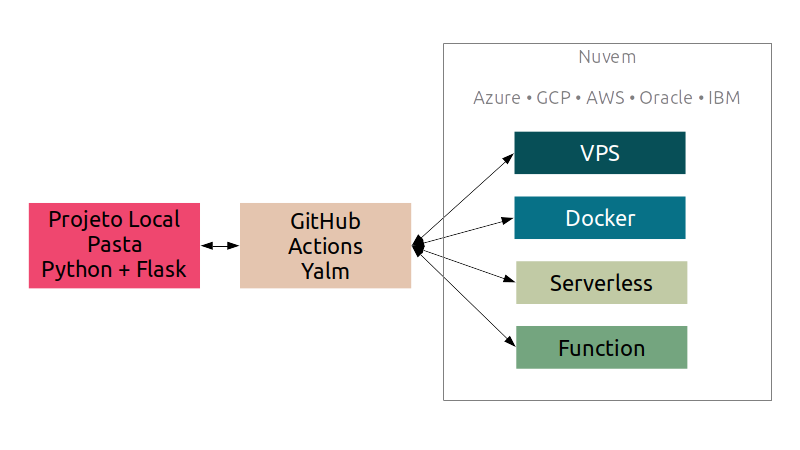 Nuvem
Azure • GCP • AWS • Oracle • IBM
VPS
Projeto Local
Pasta
Python + Flask
GitHub
Actions
Yalm
Docker
Serverless
Function